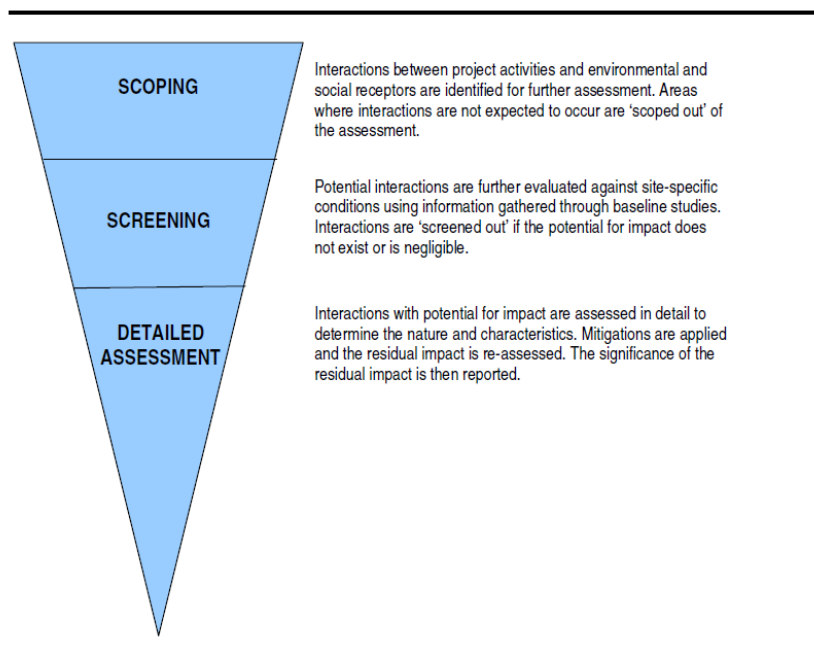 SCOPING
Interactions between project activities and environmental and
social receptors are identified for further assessment. Areas
where interactions are not expected to occur are ‘scoped out’ of
the assessment.
SCREENING
Potential interactions are further evaluated against site-specific
conditions using information gathered through baseline studies.
Interactions are ‘screened out’ if the potential for impact does
not exist or is negligible.
DETAILED
ASSESSMENT
Interactions with potential for impact are assessed in detail to
determine the nature and characteristics. Mitigations are applied
and the residual impact is re-assessed. The significance of the
residual impact is then reported.